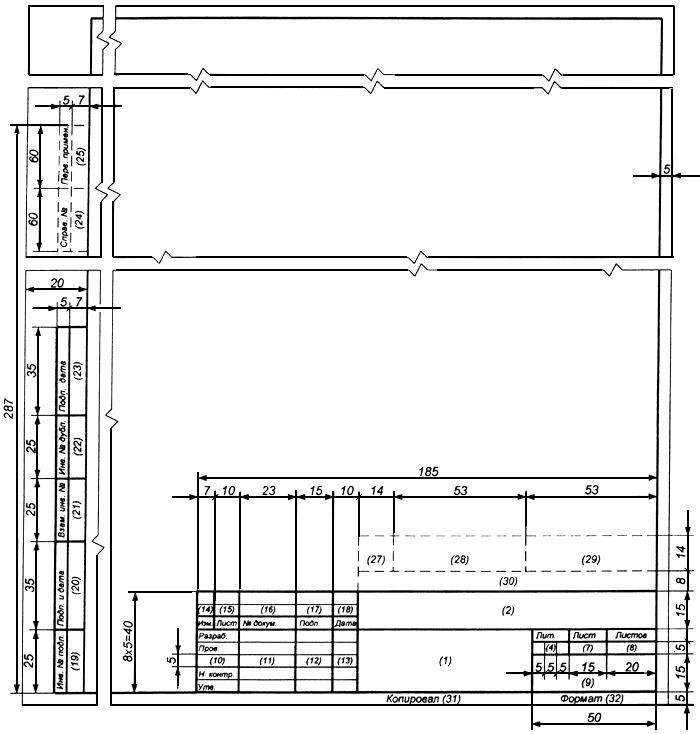 5 7
60
Перв. примен.
(25)
5
60
Справ. №
(24)
20
5 7
287
35
Подп. дата
(23)
25
Инв. № дубл.
(22)
25
Взам. инв. №
(21)
35
Подп. и дата
(20)
25
Инв. № подл.
(19)
185
7 10 23 15 10 14 53 53
14
(27) (28) (29)
(30)
8
(14) (15) (16) (17) (18)
(2)
15
Изм. Лист № докум. Подп. Дата
8х5=40
Разраб.
Лит. Лист Листов
Пров
(4) (7) (8)
5
5
(10) (11) (12) (13)
(1)
5 5 5 15 20
15
Н контр.
(9)
Утв.
Копировал (31) Формат (32)
5
50